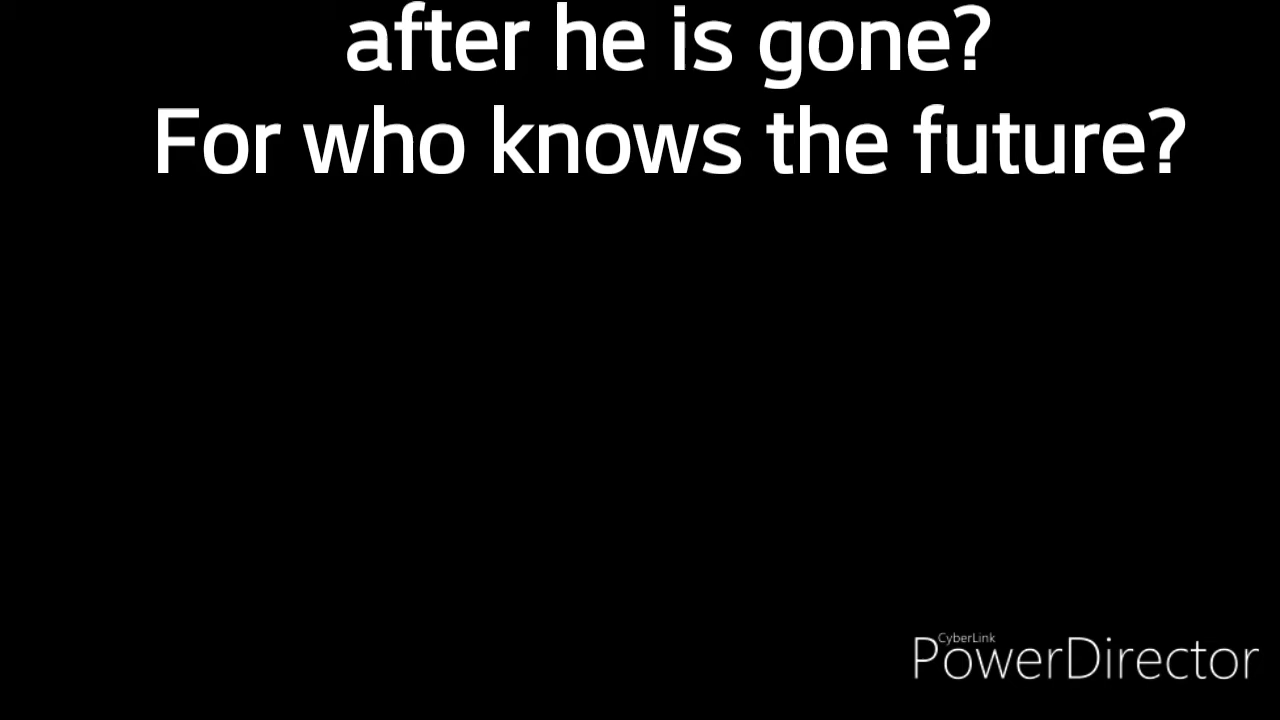 after he is gone?
For who knows the future?
CyberLink
PowerDirector